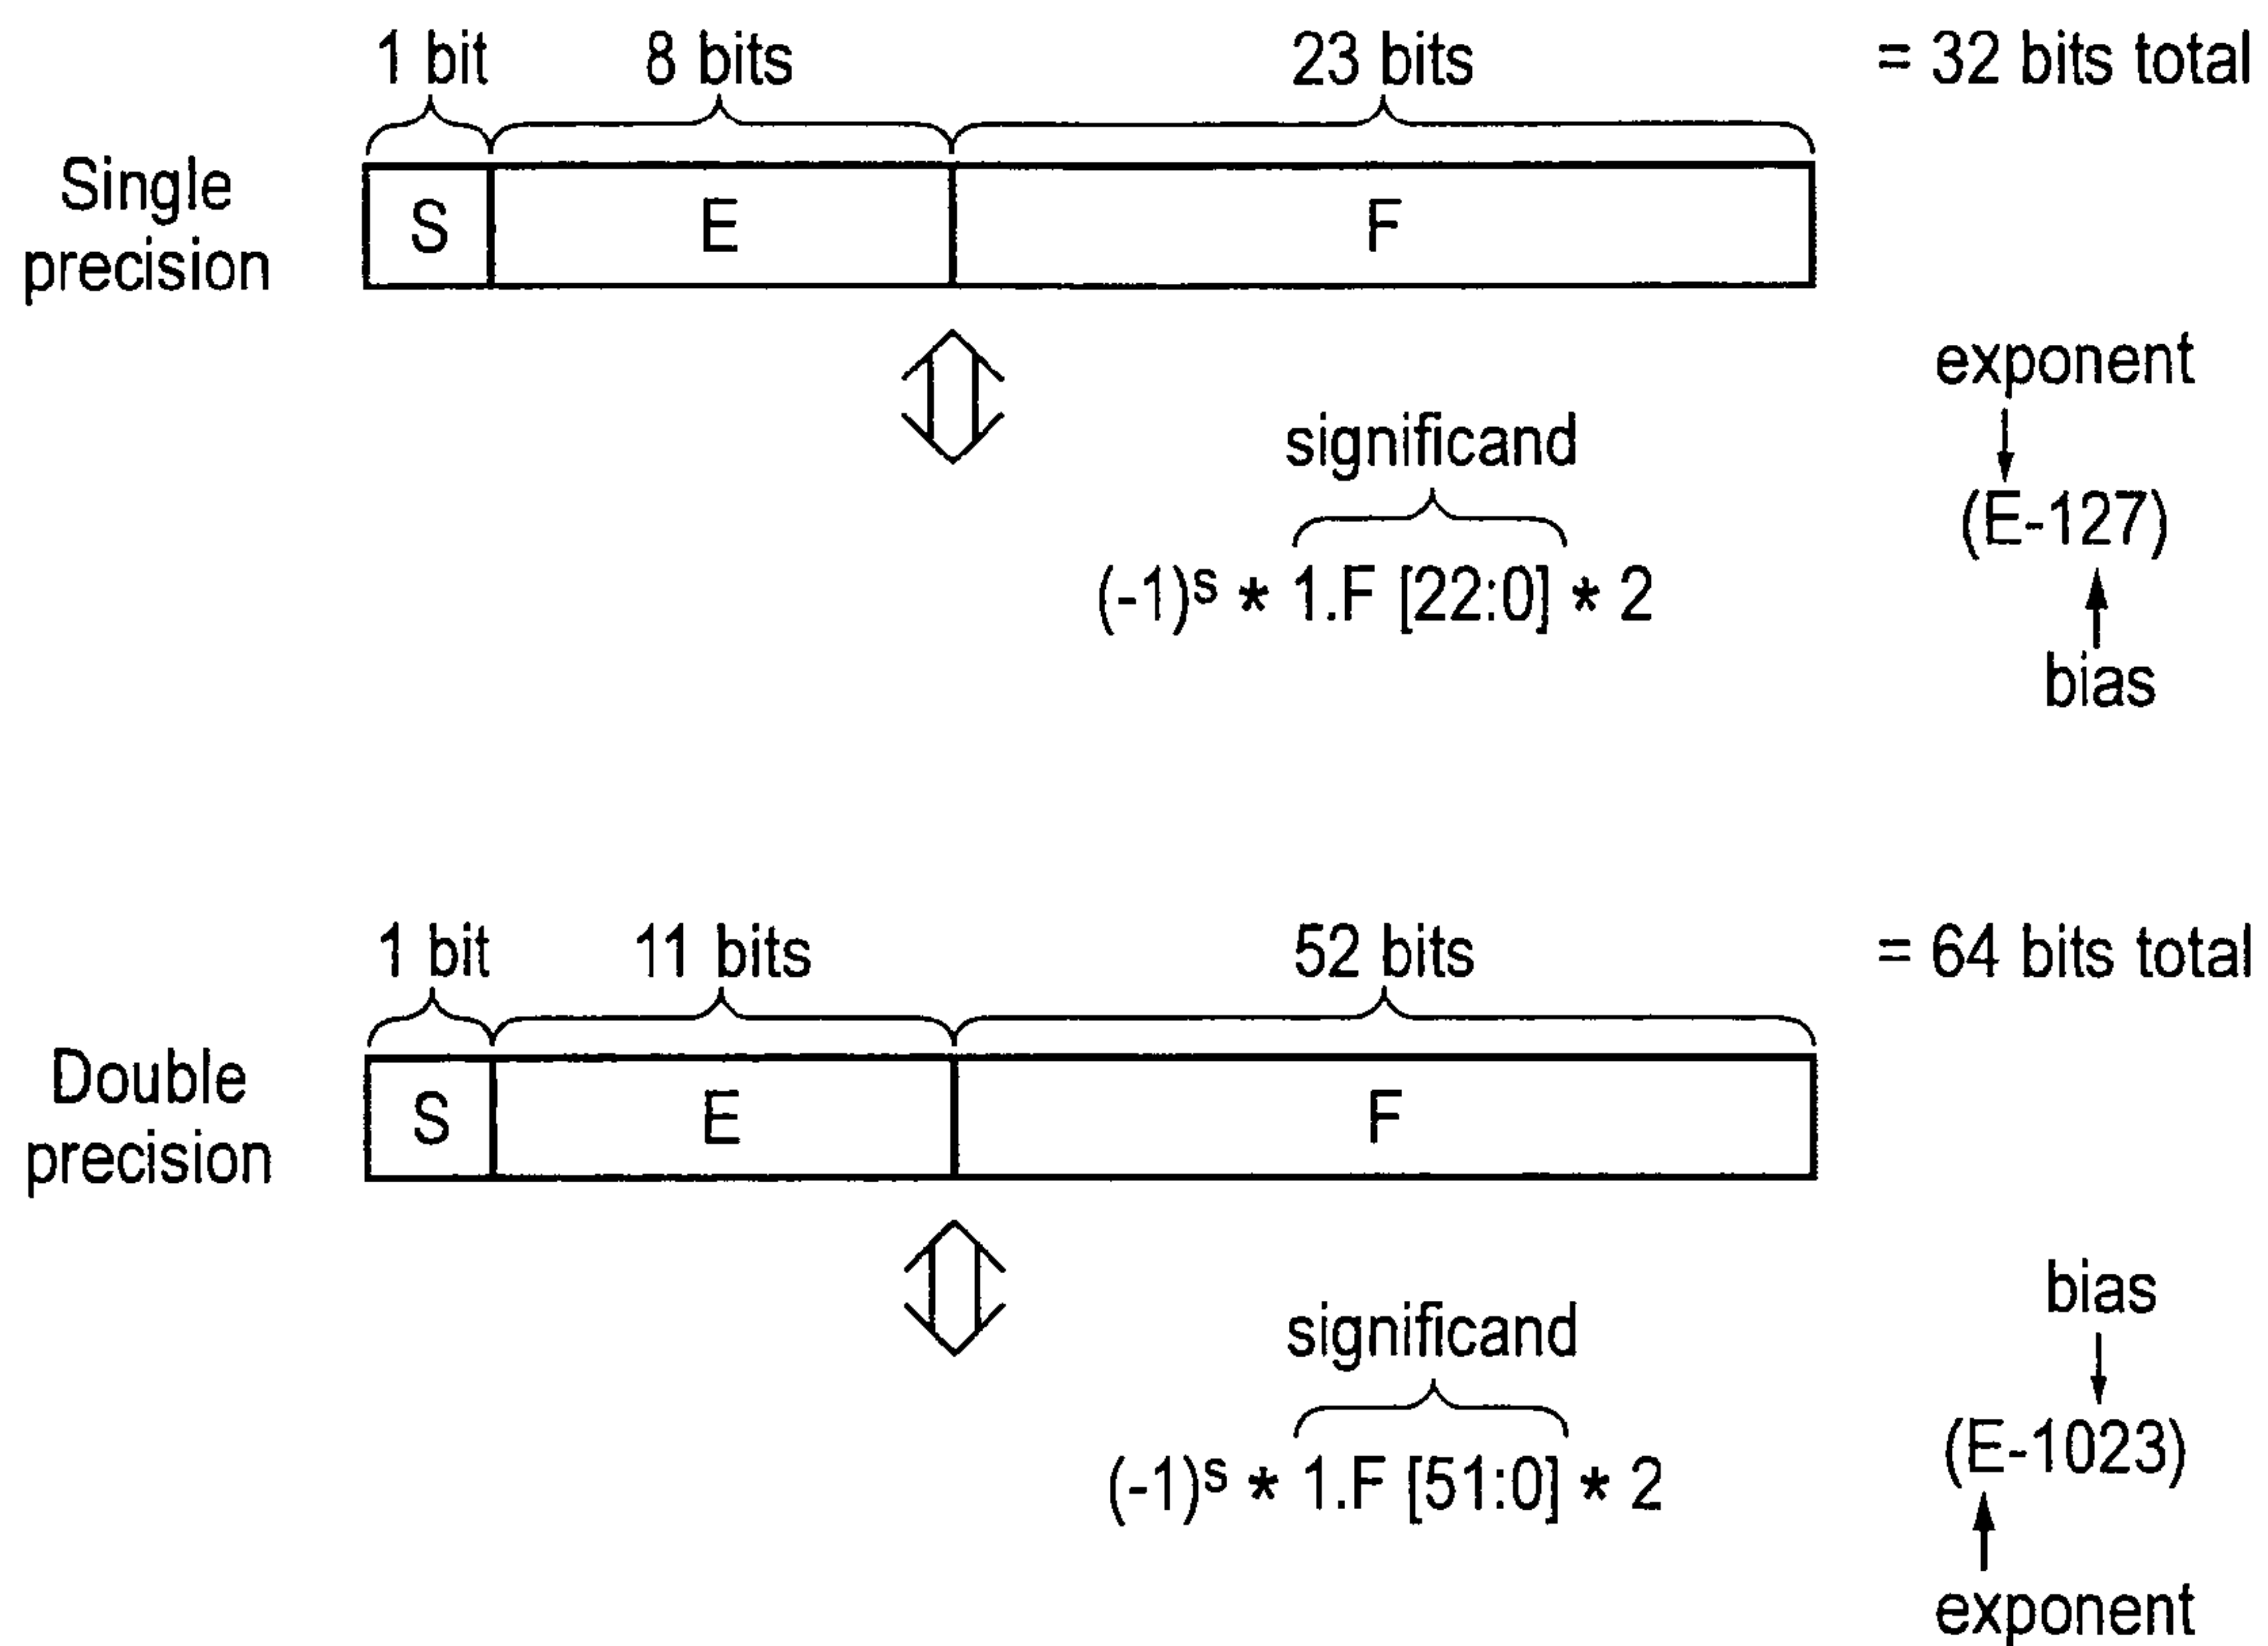 1 bit 8 bits 23 bits = 32 bits total
Single
precision
S E F
exponent
significand
(E-127)
(-1)ˢ * 1.F [22:0] * 2
bias
1 bit 11 bits 52 bits = 64 bits total
Double
precision
S E F
bias
significand
(E-1023)
(-1)ˢ * 1.F [51:0] * 2
exponent